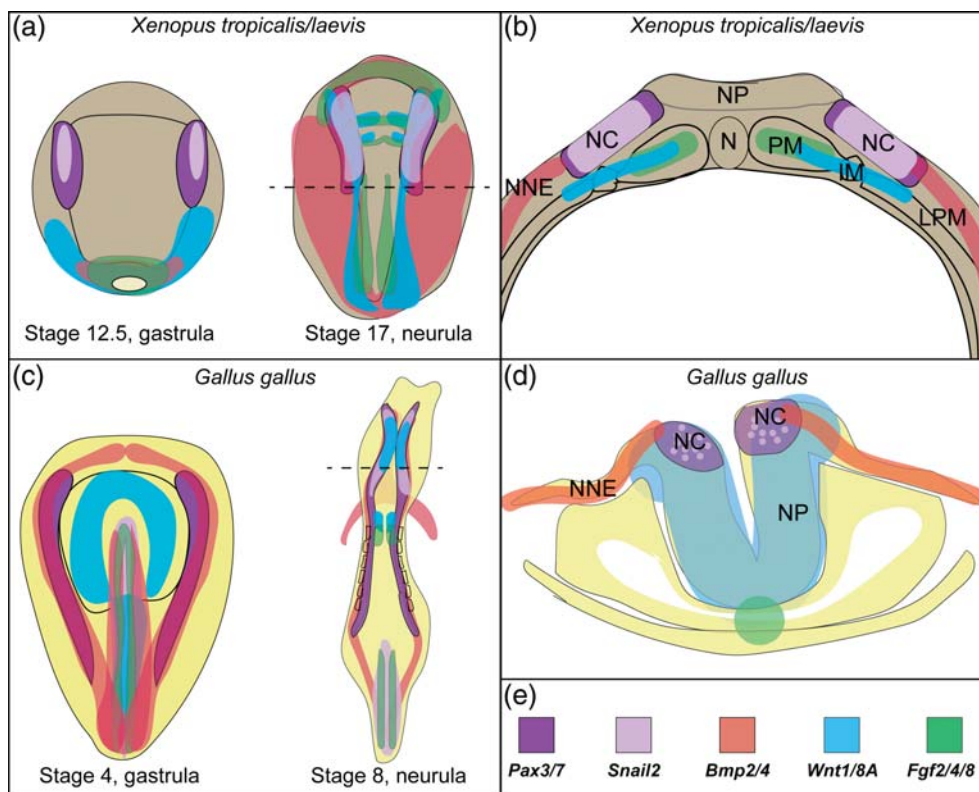 (a)
Xenopus tropicalis/laevis
Stage 12.5, gastrula
Stage 17, neurula
(b)
Xenopus tropicalis/laevis
NP
NC
N
NC
PM
IM
NNE
LPM
(c)
Gallus gallus
Stage 4, gastrula
Stage 8, neurula
(d)
Gallus gallus
NC
NC
NNE
NP
(e)
Pax3/7
Snail2
Bmp2/4
Wnt1/8A
Fgf2/4/8